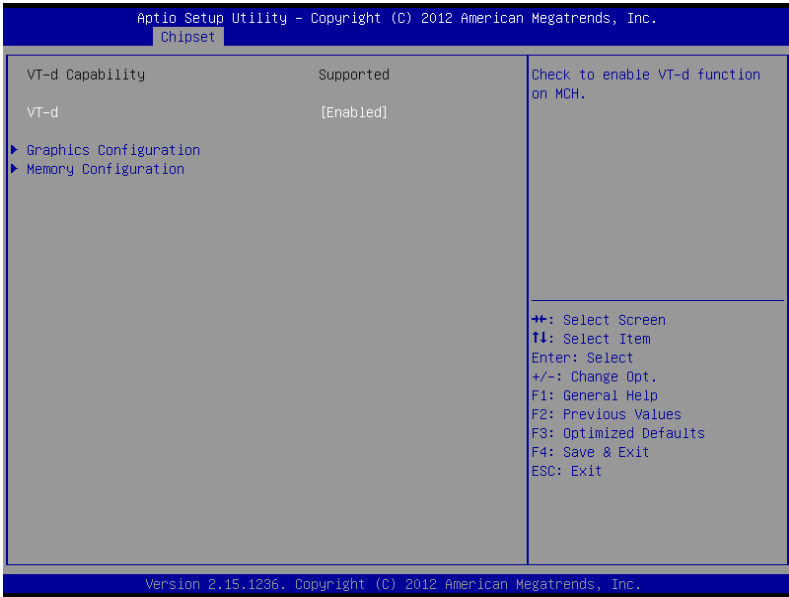 Aptio Setup Utility – Copyright (C) 2012 American Megatrends, Inc.
Chipset
VT-d Capability Supported
VT-d [Enabled]
Graphics Configuration
Memory Configuration
Check to enable VT-d function
on MCH.
→←: Select Screen
↑↓: Select Item
Enter: Select
+/-: Change Opt.
F1: General Help
F2: Previous Values
F3: Optimized Defaults
F4: Save & Exit
ESC: Exit
Version 2.15.1236. Copyright (C) 2012 American Megatrends, Inc.